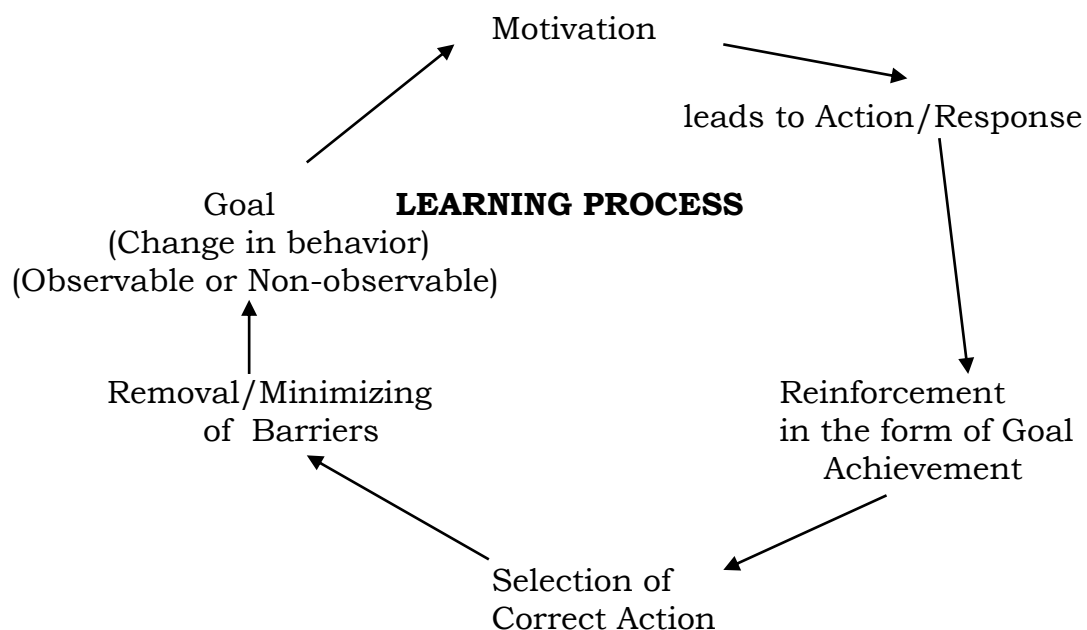 Motivation
leads to Action/Response
Goal
LEARNING PROCESS
(Change in behavior)
(Observable or Non-observable)
Removal/Minimizing
of Barriers
Reinforcement
in the form of Goal
Achievement
Selection of
Correct Action